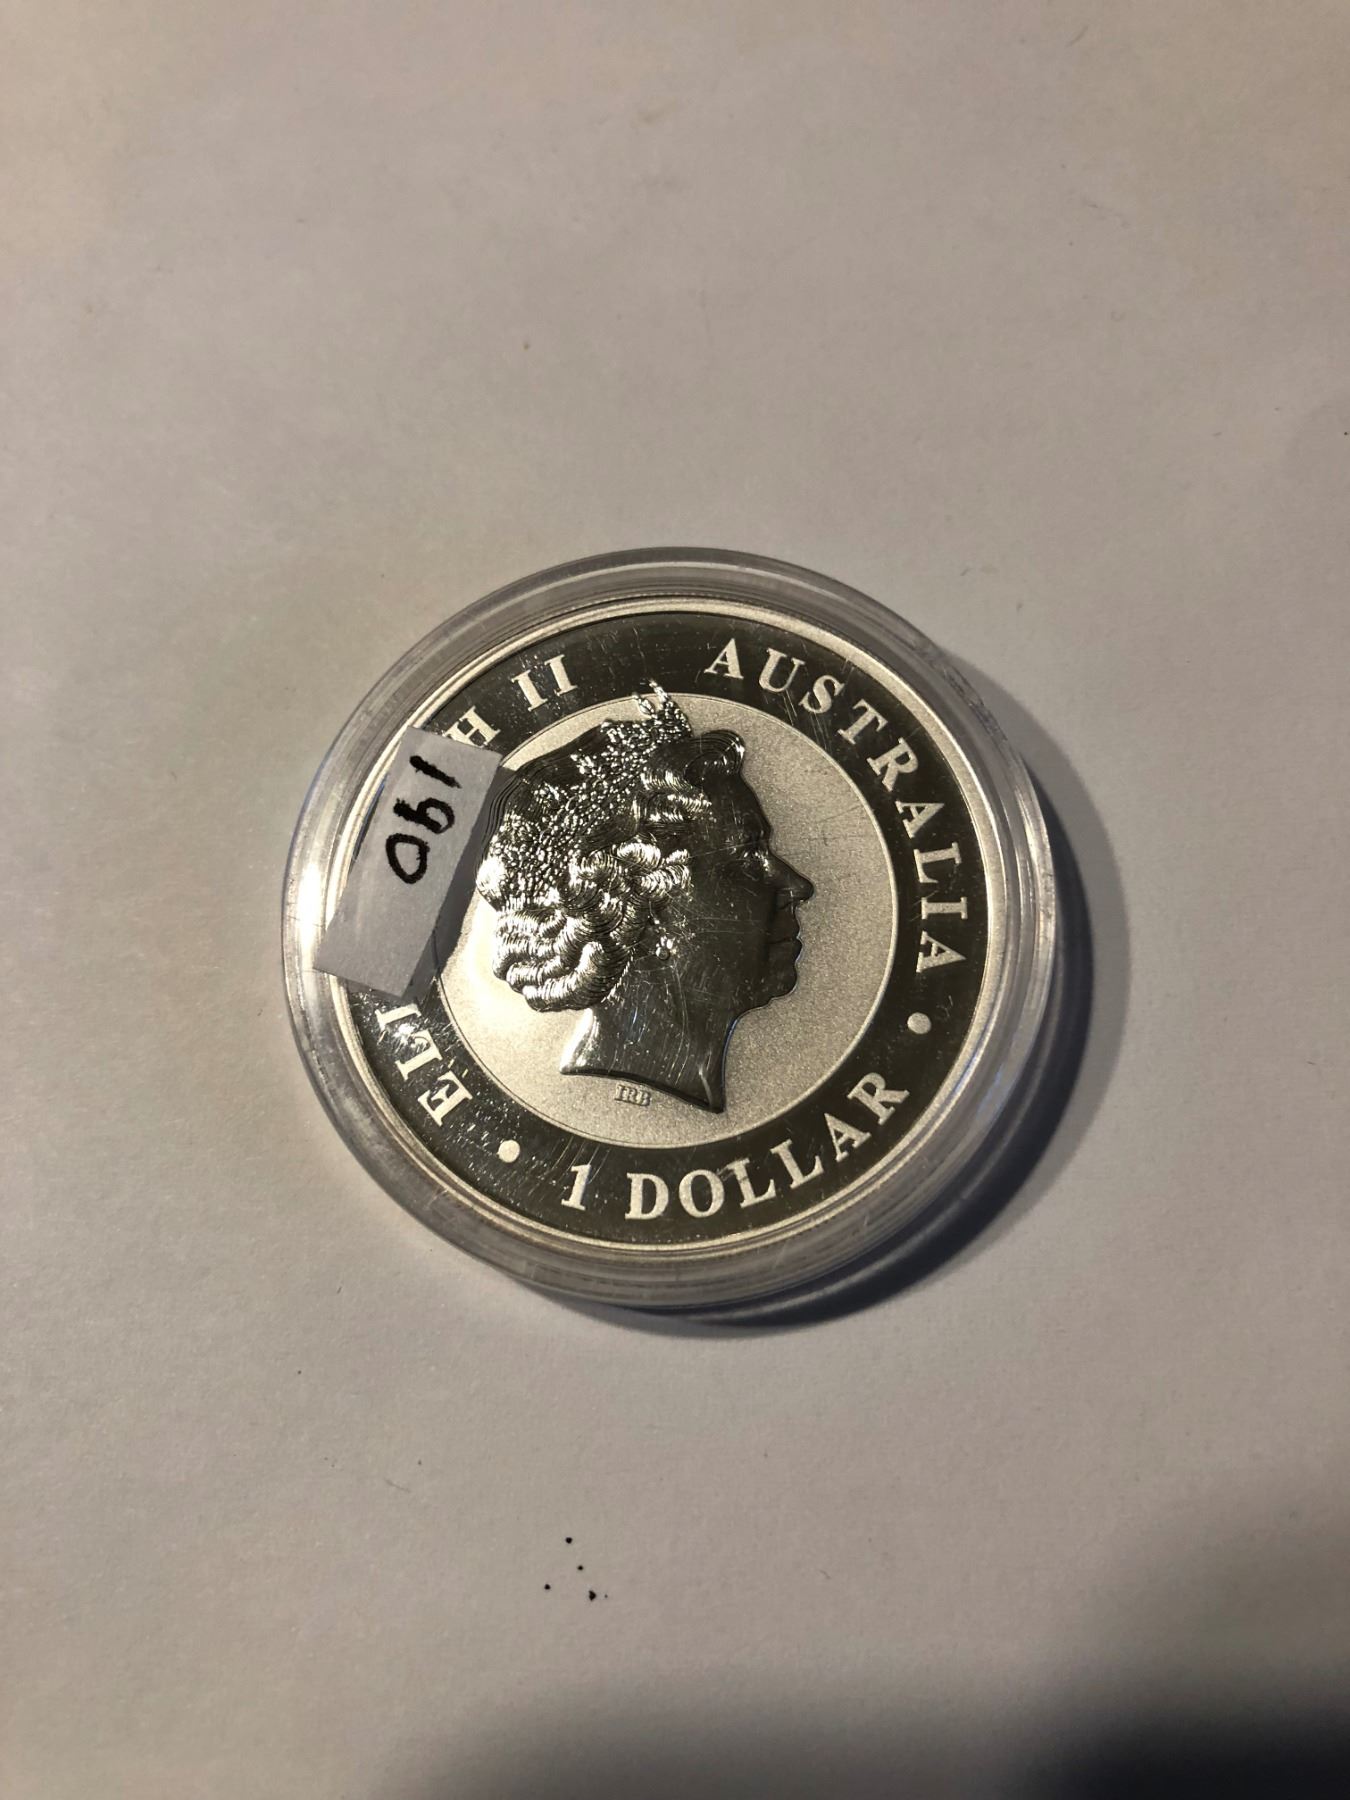 ELI H II AUSTRALIA
• 1 DOLLAR •
IRB
190